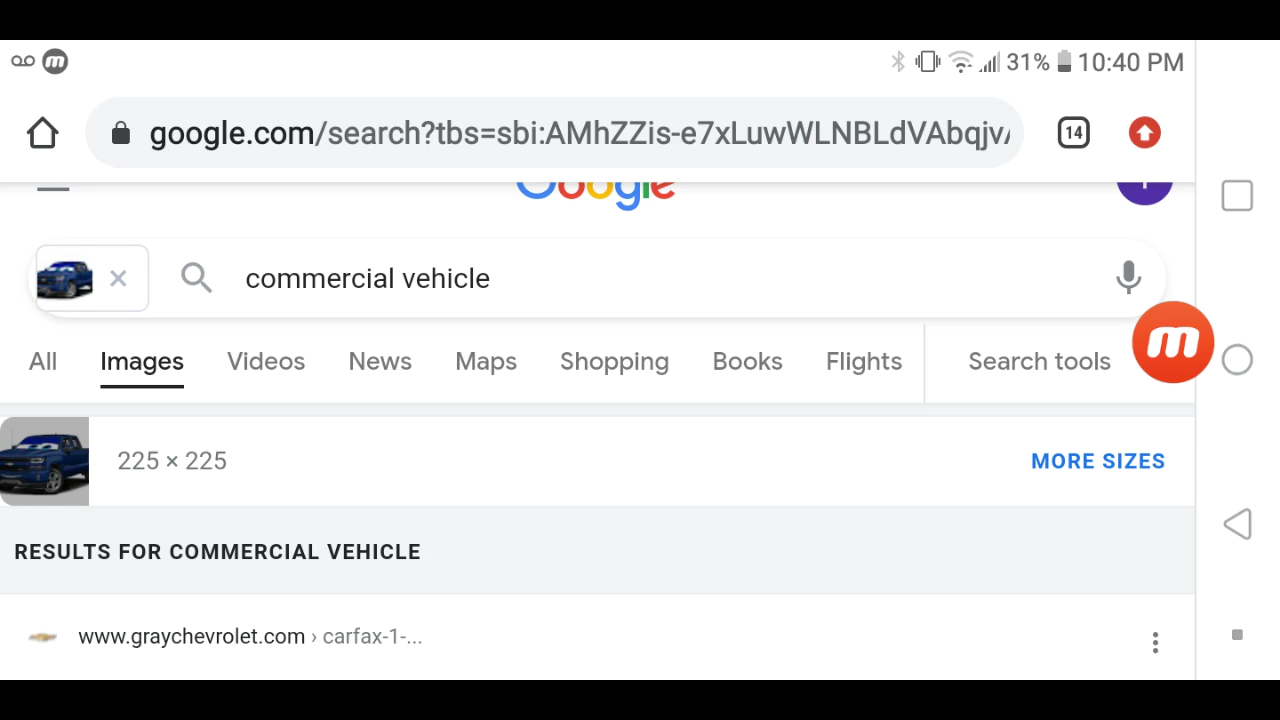 31% 10:40 PM
google.com/search?tbs=sbi:AMhZZis-e7xLuwWLNBLdVAbqjv
14
Google
commercial vehicle
All Images Videos News Maps Shopping Books Flights Search tools
225 × 225 MORE SIZES
RESULTS FOR COMMERCIAL VEHICLE
www.graychevrolet.com › carfax-1-...